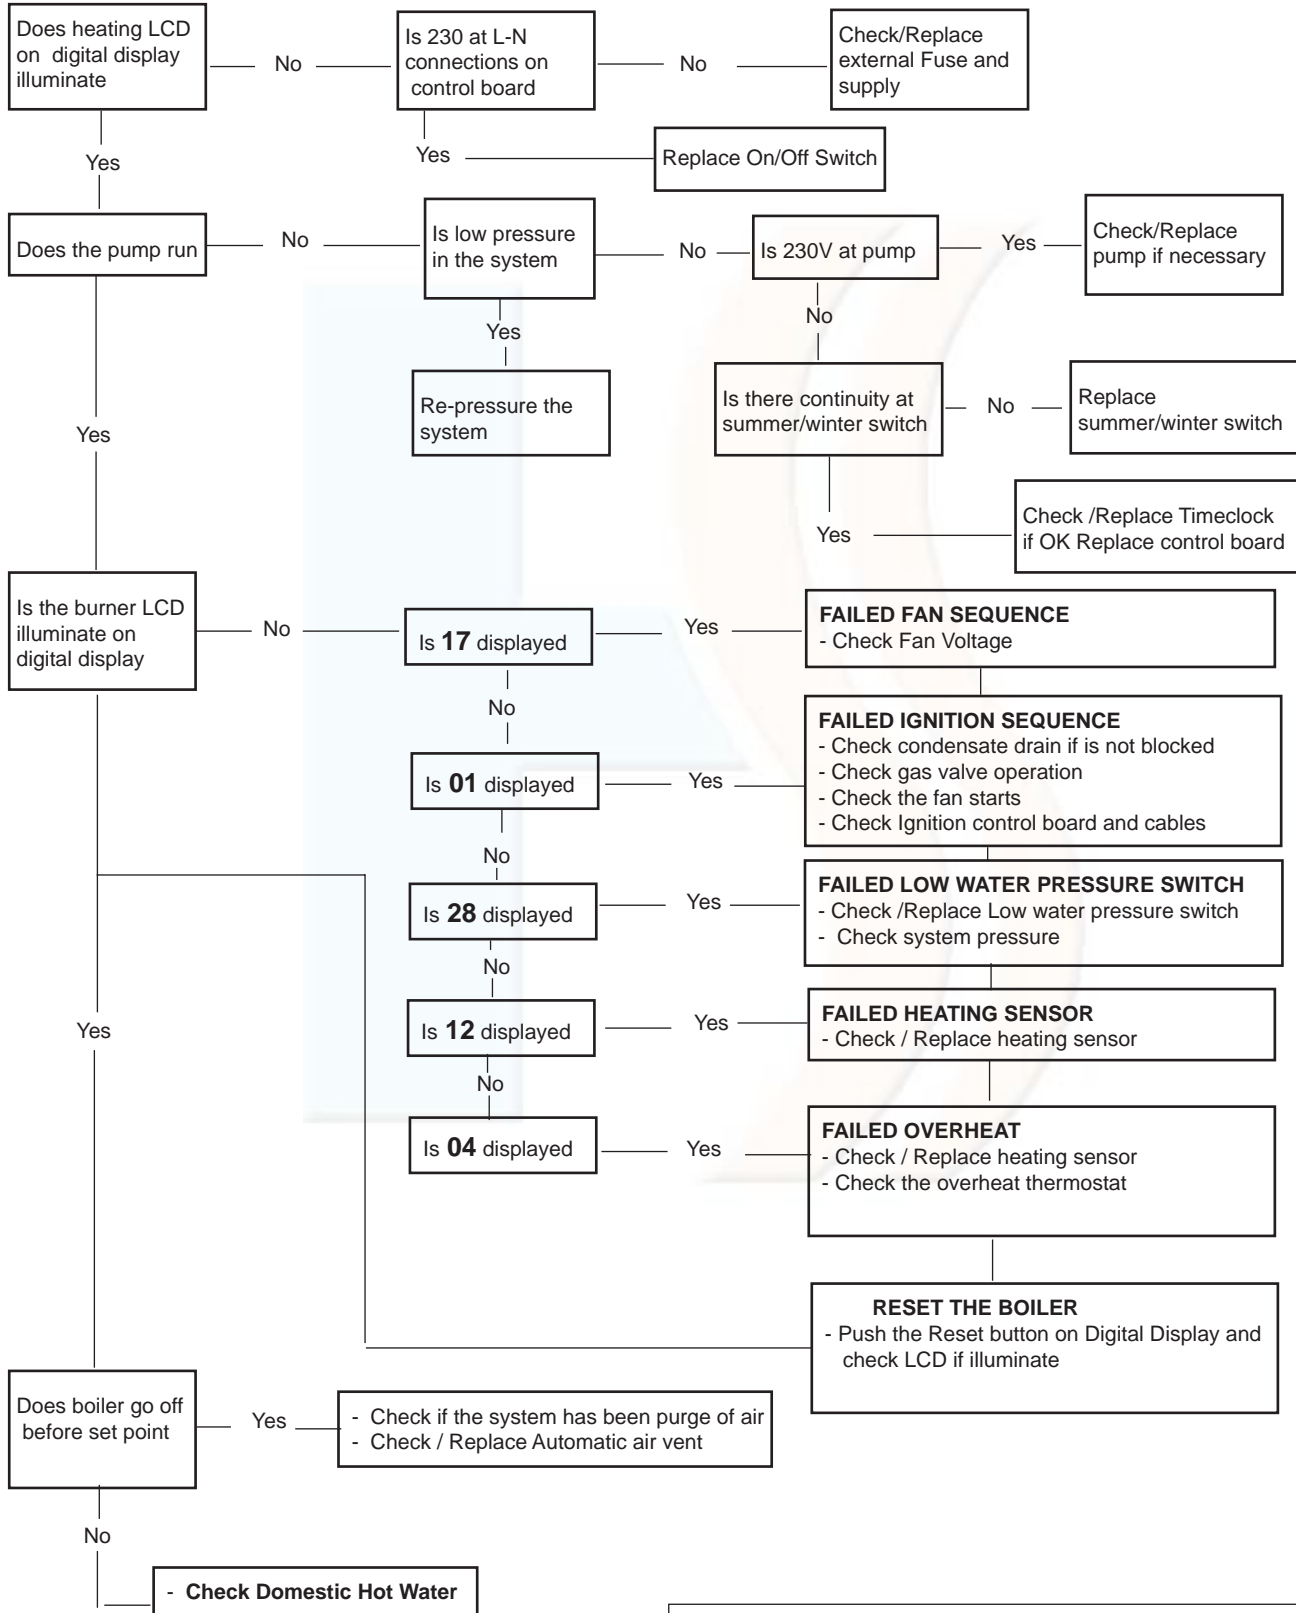 Does heating LCD
on digital display
illuminate
No
Is 230 at L-N
connections on
control board
No
Check/Replace
external Fuse and
supply
Yes
Yes
Replace On/Off Switch
Does the pump run
No
Is low pressure
in the system
No
Is 230V at pump
Yes
Check/Replace
pump if necessary
Yes
No
Re-pressure the
system
Is there continuity at
summer/winter switch
No
Replace
summer/winter switch
Yes
Yes
Check /Replace Timeclock
if OK Replace control board
Is the burner LCD
illuminate on
digital display
No
Is 17 displayed
Yes
FAILED FAN SEQUENCE
- Check Fan Voltage
No
Is 01 displayed
Yes
FAILED IGNITION SEQUENCE
- Check condensate drain if is not blocked
- Check gas valve operation
- Check the fan starts
- Check Ignition control board and cables
No
Is 28 displayed
Yes
FAILED LOW WATER PRESSURE SWITCH
- Check /Replace Low water pressure switch
- Check system pressure
No
Yes
Is 12 displayed
Yes
FAILED HEATING SENSOR
- Check / Replace heating sensor
No
Is 04 displayed
Yes
FAILED OVERHEAT
- Check / Replace heating sensor
- Check the overheat thermostat
RESET THE BOILER
- Push the Reset button on Digital Display and
check LCD if illuminate
Does boiler go off
before set point
Yes
- Check if the system has been purge of air
- Check / Replace Automatic air vent
No
- Check Domestic Hot Water